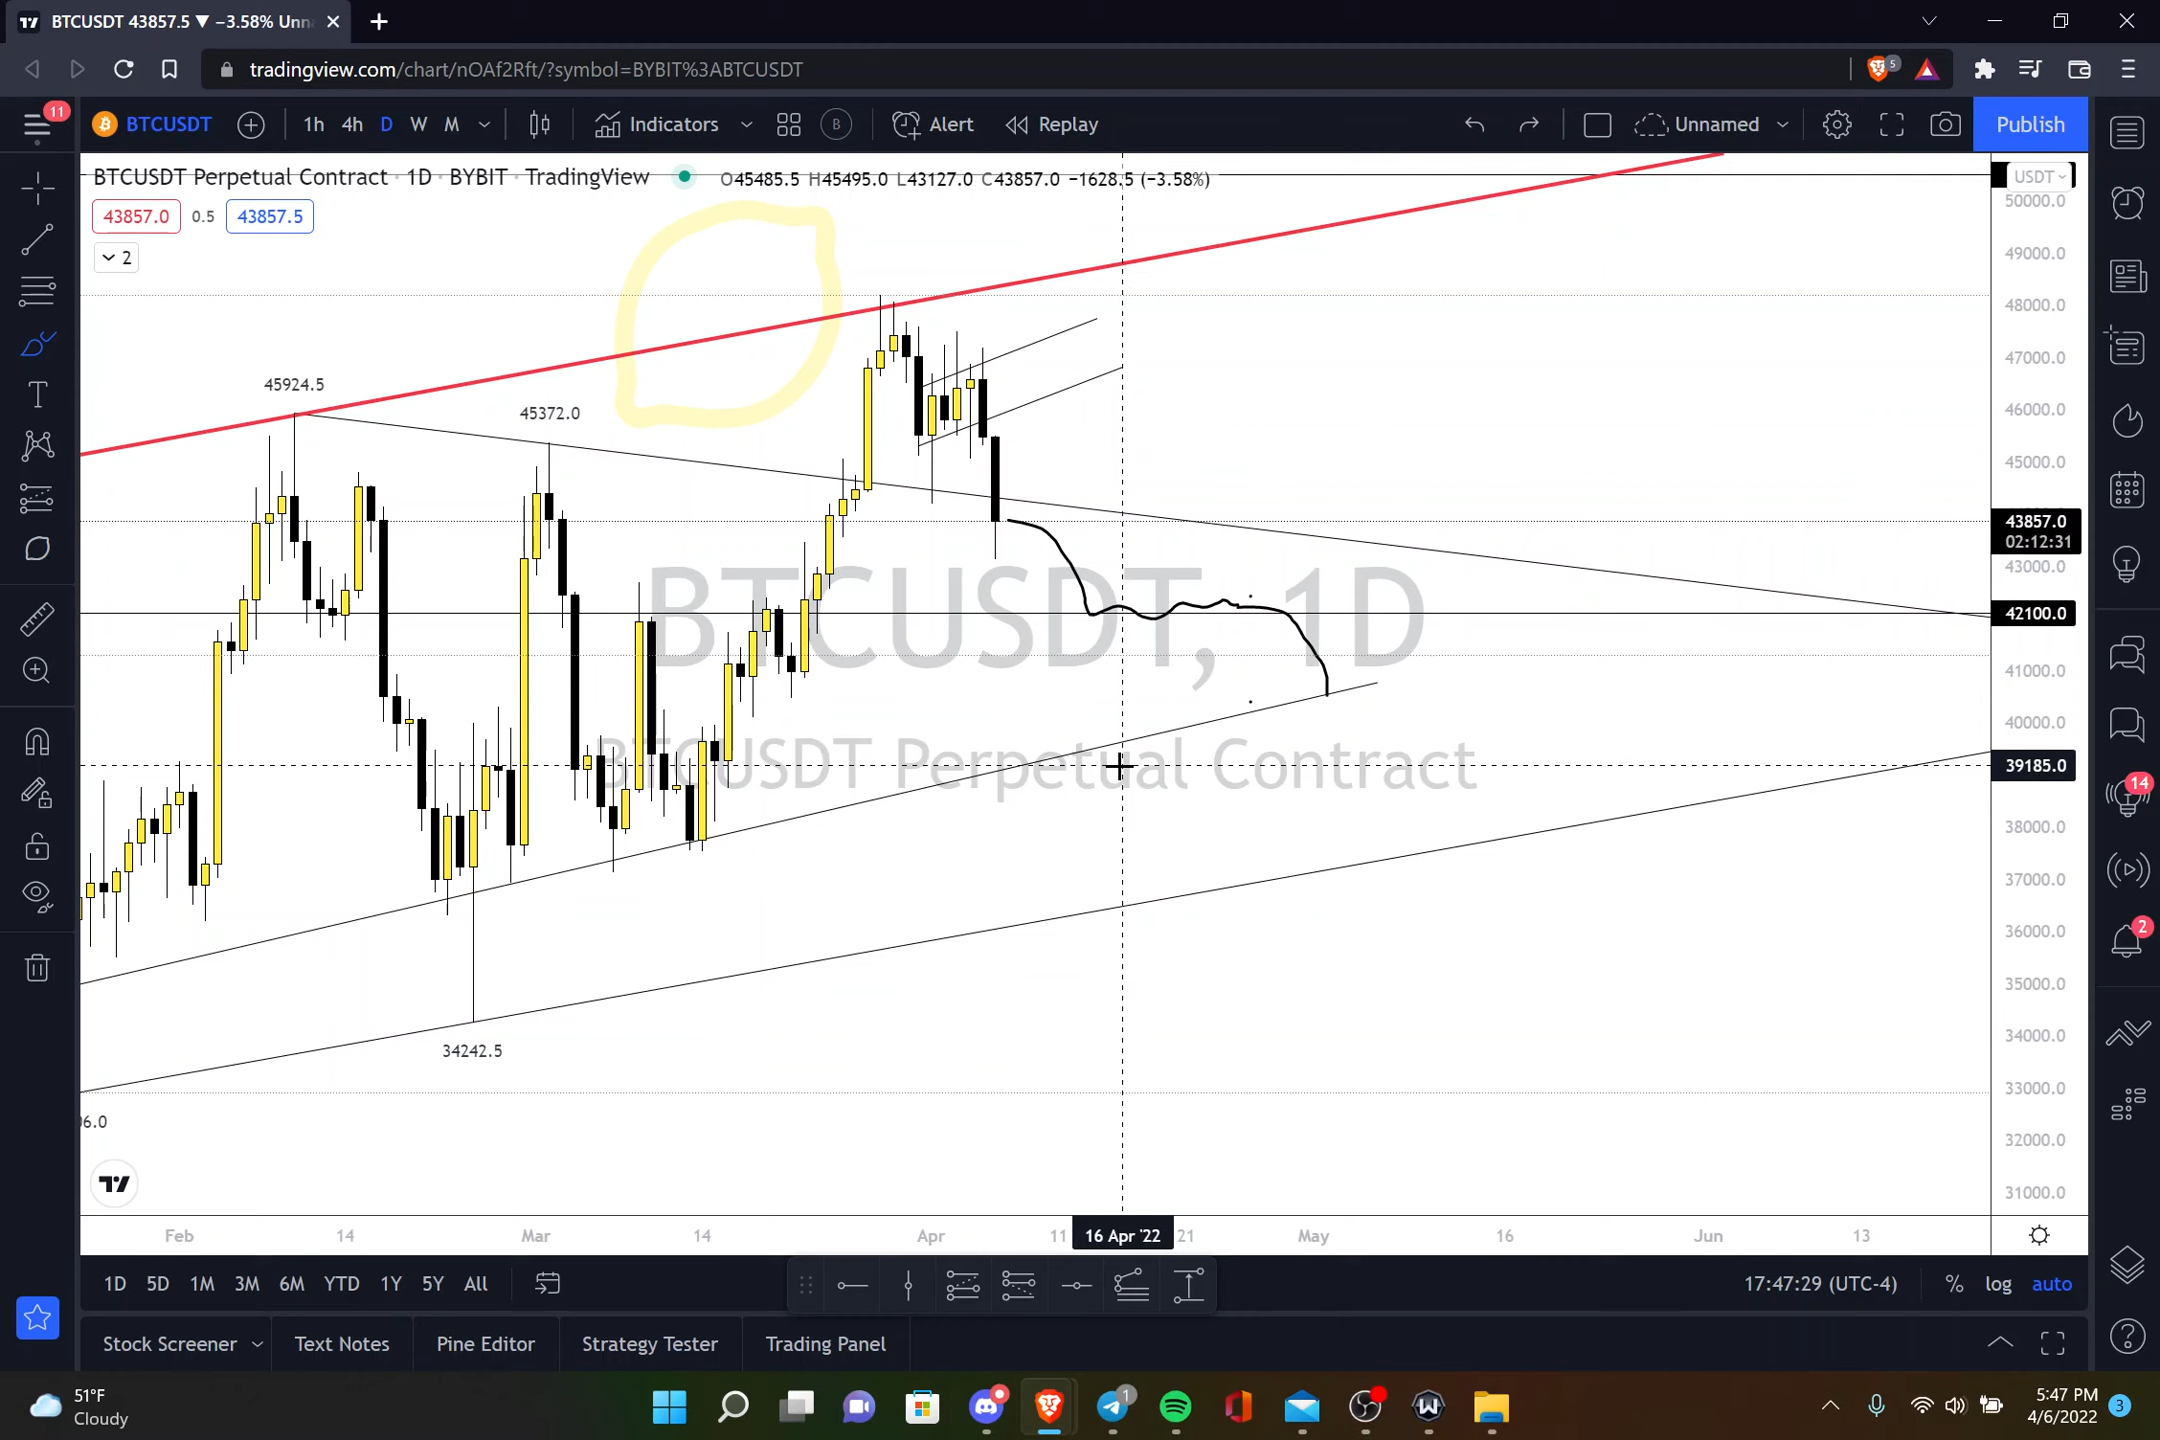 BTCUSDT 43857.5 ▼ −3.58% Unn
5
tradingview.com/chart/nOAf2Rft/?symbol=BYBIT%3ABTCUSDT
11
BTCUSDT
1h 4h D W M
Indicators
B
Alert
Replay
Unnamed
Publish
BTCUSDT Perpetual Contract · 1D · BYBIT · TradingView
O45485.5 H45495.0 L43127.0 C43857.0 −1628.5 (−3.58%)
USDT
43857.0 0.5 43857.5
2
50000.0
49000.0
48000.0
47000.0
46000.0
45000.0
43857.0
02:12:31
43000.0
42100.0
41000.0
40000.0
39185.0
38000.0
37000.0
36000.0
35000.0
34000.0
33000.0
32000.0
31000.0
45924.5
45372.0
BTCUSDT, 1D
BTCUSDT Perpetual Contract
34242.5
06.0
14
2
Feb 14 Mar 14 Apr 11 16 Apr '22 21 May 16 Jun 13
1D 5D 1M 3M 6M YTD 1Y 5Y All
17:47:29 (UTC-4) % log auto
Stock Screener Text Notes Pine Editor Strategy Tester Trading Panel
51°F
Cloudy
1
5:47 PM
4/6/2022
3